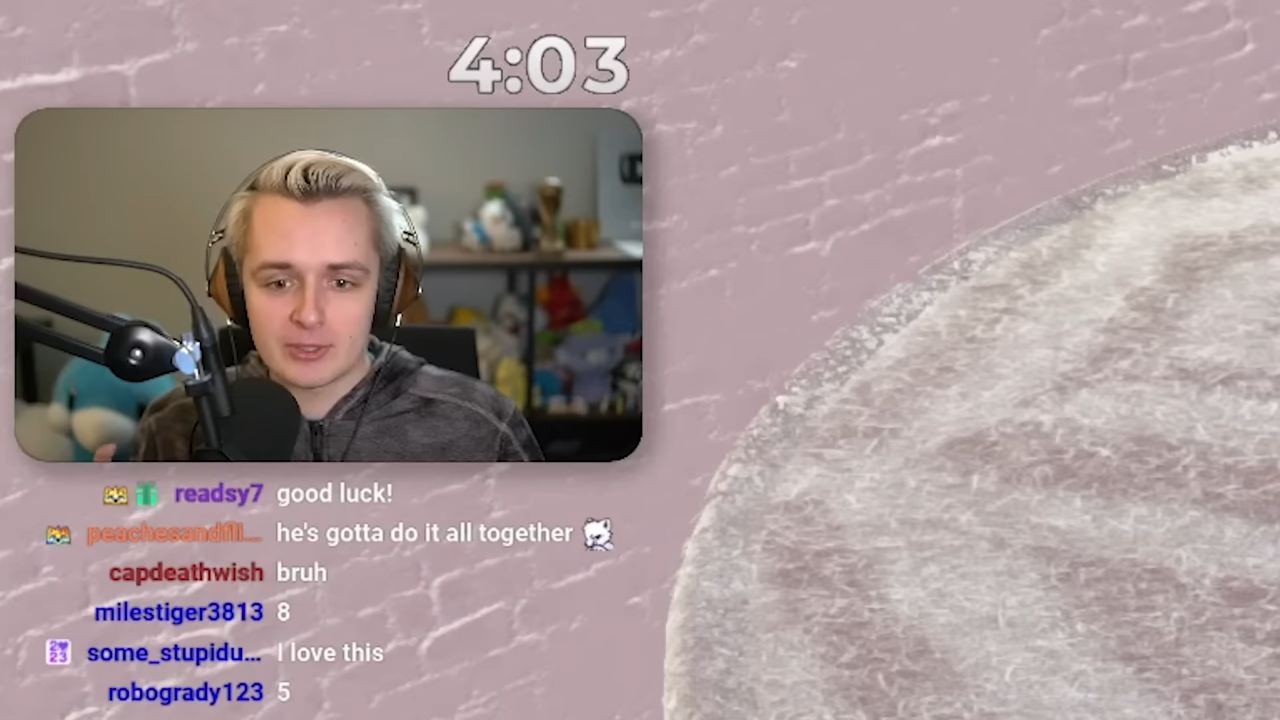 4:03
readsy7 good luck!
peachesandfli... he's gotta do it all together
capdeathwish bruh
milestiger3813 8
some_stupidu... I love this
robogrady123 5